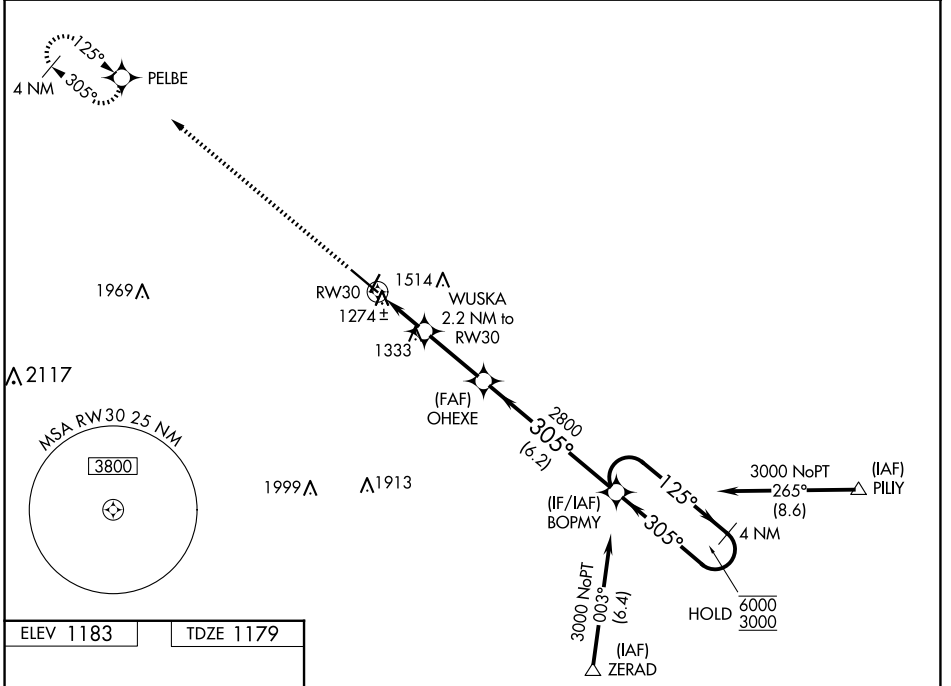 125°
305°
4 NM
PELBE
1969
RW30
1514
1274 ±
WUSKA
2.2 NM to
RW30
1333
2117
(FAF)
OHEXE
2800
305°
(6.2)
MSA RW30 25 NM
3800
1999
1913
(IF/IAF)
BOPMY
125°
305°
4 NM
3000 NoPT
265°
(8.6)
(IAF)
PILIY
HOLD
6000
3000
3000 NoPT
003°
(6.4)
(IAF)
ZERAD
ELEV 1183
TDZE 1179